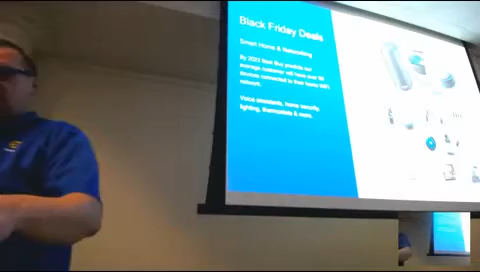 Black Friday Deals
Smart Home & Networking
By 2023 Best Buy predicts our
average customer will have over 50
devices connected to their home WiFi
network.
Voice assistants, home security,
lighting, thermostats & more.